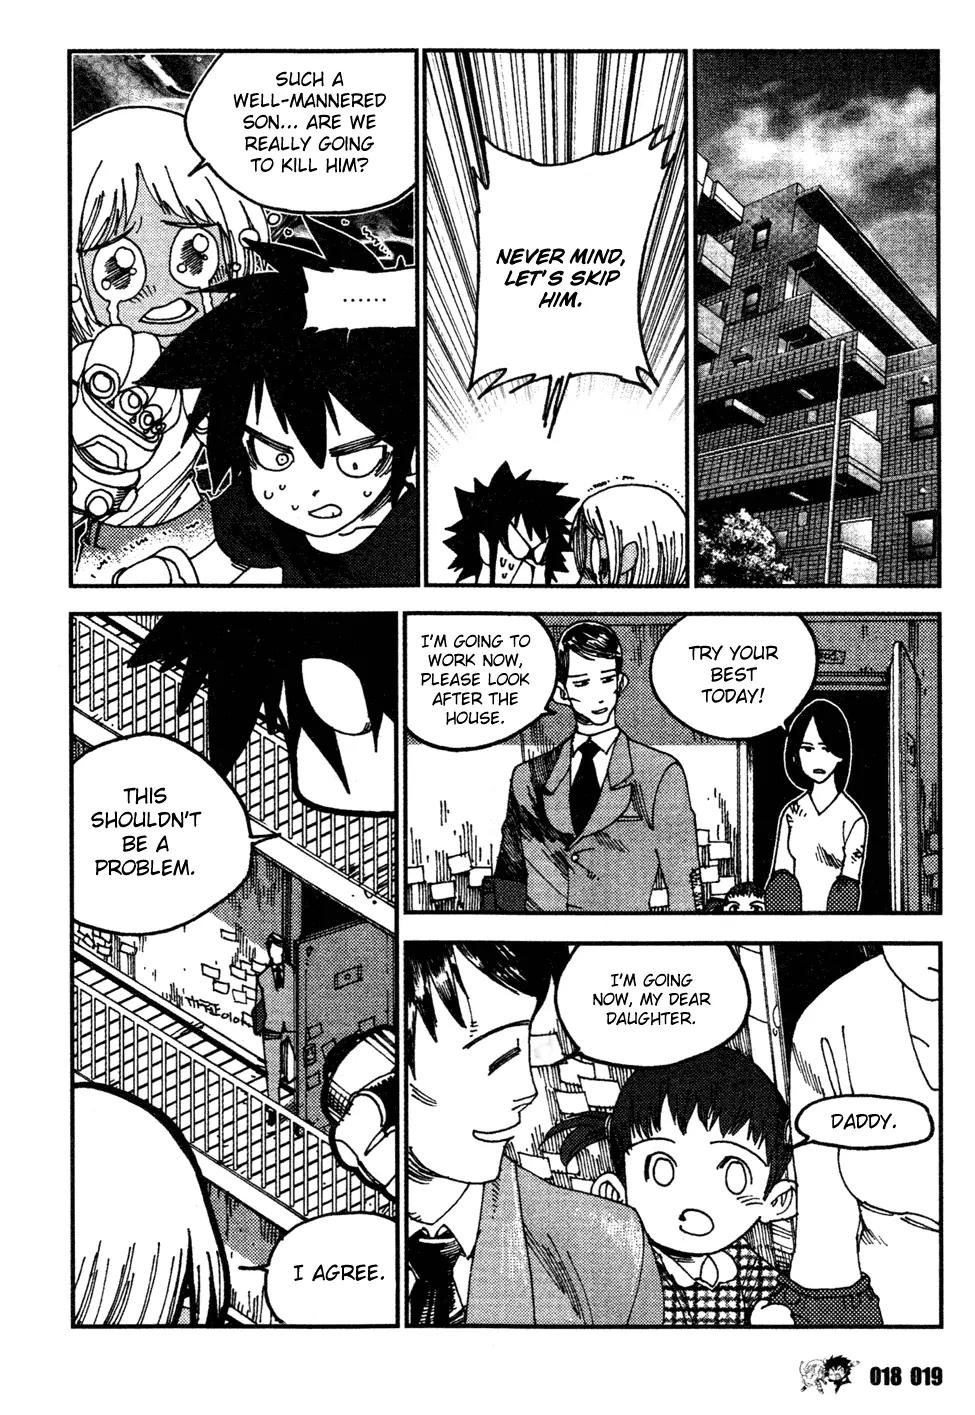 SUCH A
WELL-MANNERED
SON... ARE WE
REALLY GOING
TO KILL HIM?
......
NEVER MIND,
LET'S SKIP
HIM.
THIS
SHOULDN'T
BE A
PROBLEM.
I AGREE.
I'M GOING TO
WORK NOW,
PLEASE LOOK
AFTER THE
HOUSE.
TRY YOUR
BEST
TODAY!
I'M GOING
NOW, MY DEAR
DAUGHTER.
DADDY.
018 019